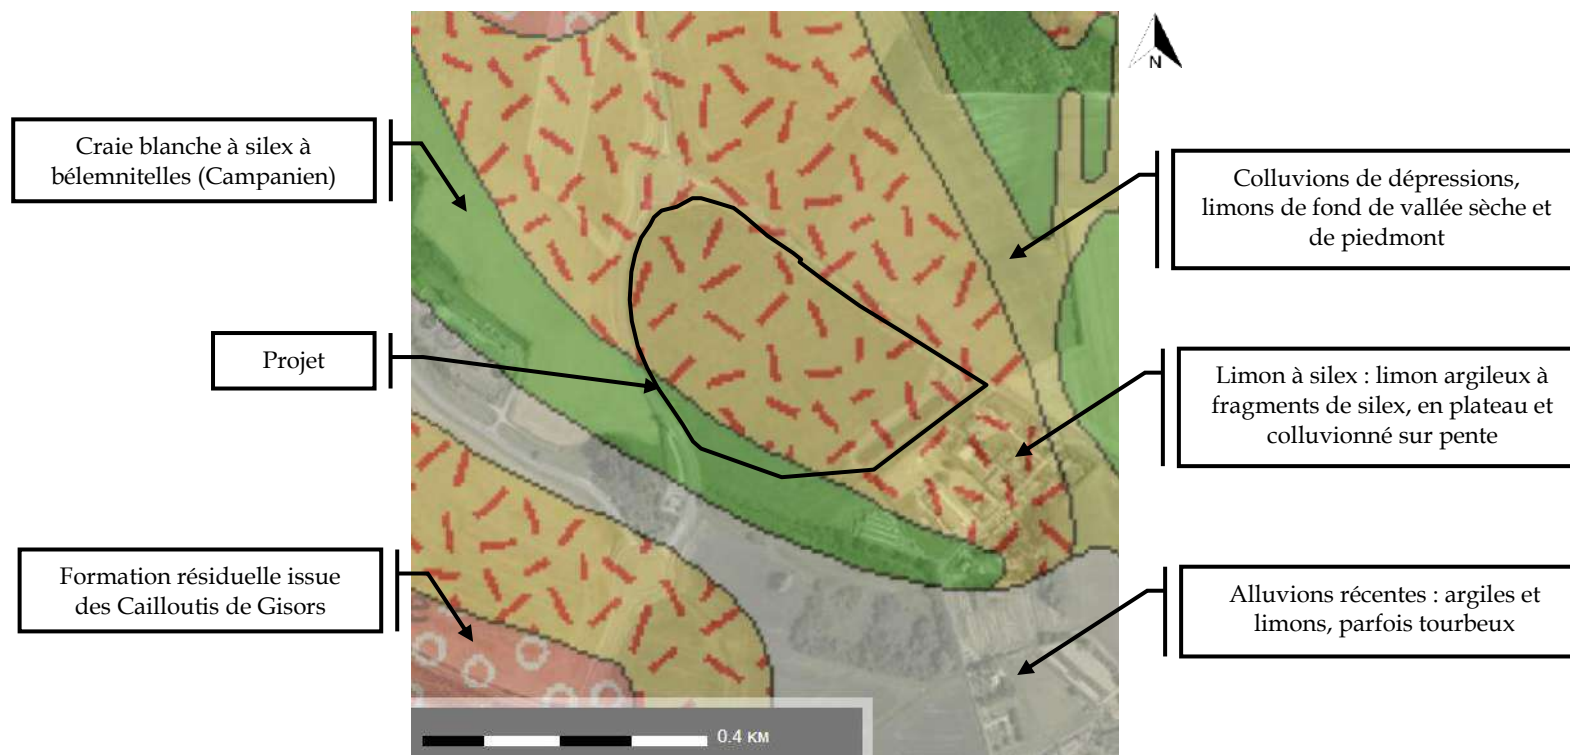 N
Craie blanche à silex à
bélemnitelles (Campanien)
Colluvions de dépressions,
limons de fond de vallée sèche et
de piedmont
Projet
Limon à silex : limon argileux à
fragments de silex, en plateau et
colluvionné sur pente
Formation résiduelle issue
des Cailloutis de Gisors
Alluvions récentes : argiles et
limons, parfois tourbeux
0.4 КМ